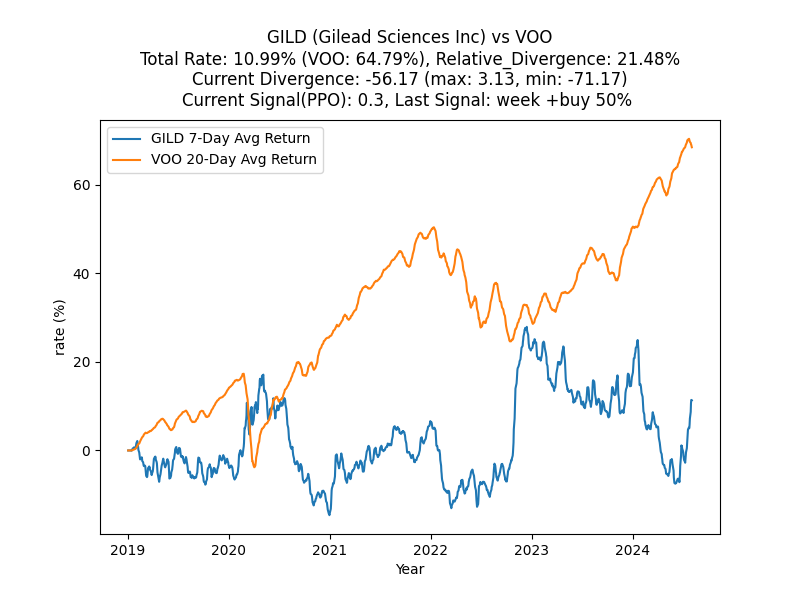 GILD (Gilead Sciences Inc) vs VOO
Total Rate: 10.99% (VOO: 64.79%), Relative_Divergence: 21.48%
Current Divergence: -56.17 (max: 3.13, min: -71.17)
Current Signal(PPO): 0.3, Last Signal: week +buy 50%
GILD 7-Day Avg Return
VOO 20-Day Avg Return
60
40
20
0
rate (%)
2019 2020 2021 2022 2023 2024
Year